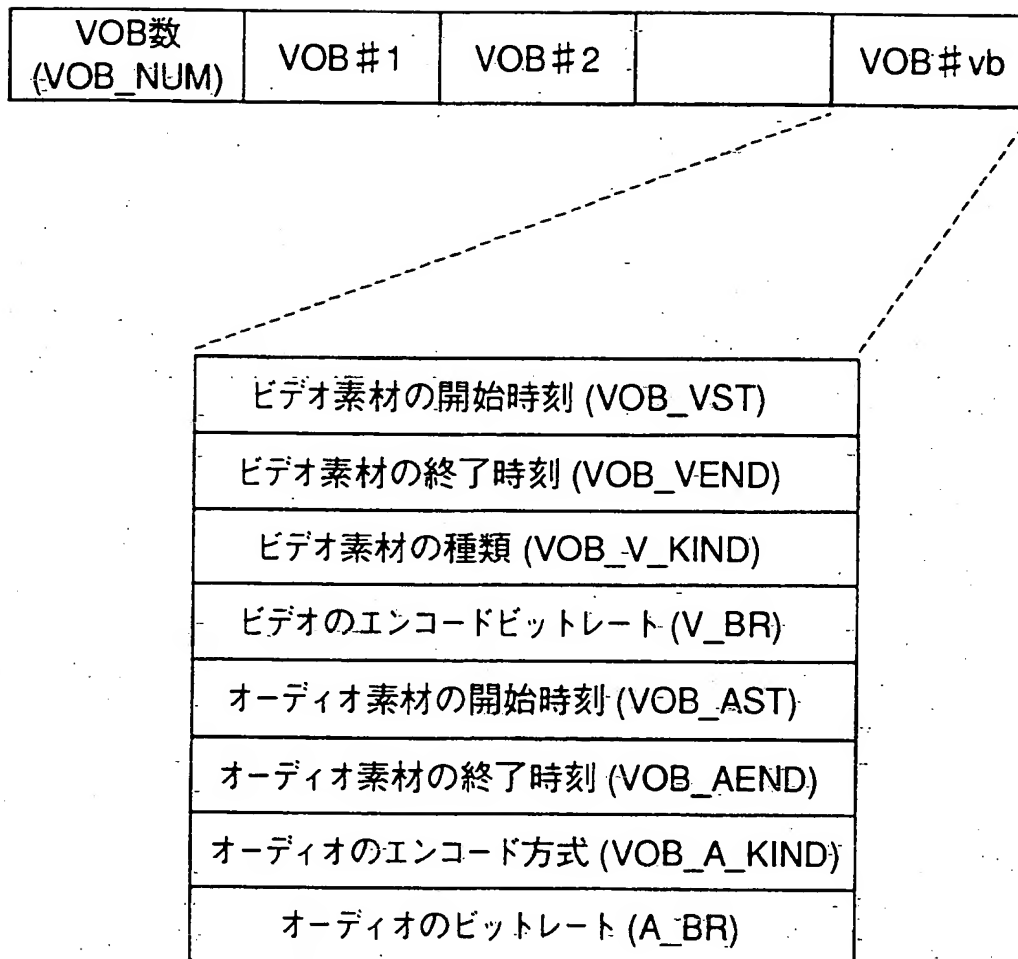 VOB数
(VOB_NUM)
VOB#1
VOB#2
VOB#vb
ビデオ素材の開始時刻 (VOB_VST)
ビデオ素材の終了時刻 (VOB_VEND)
ビデオ素材の種類 (VOB_V_KIND)
ビデオのエンコードビットレート (V_BR)
オーディオ素材の開始時刻 (VOB_AST)
オーディオ素材の終了時刻 (VOB_AEND)
オーディオのエンコード方式 (VOB_A_KIND)
オーディオのビットレート (A_BR)